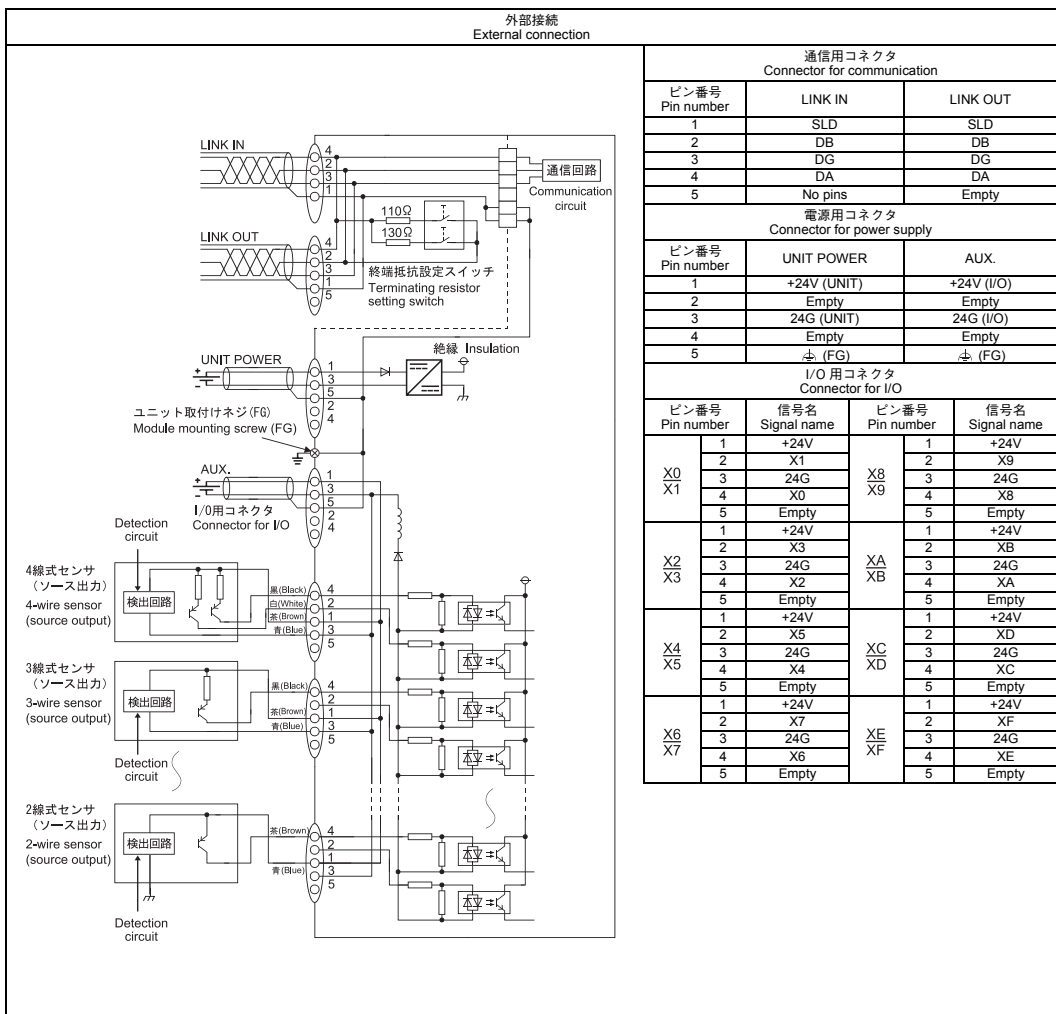 外部接続
External connection
LINK IN
4
2
3
1
通信回路
Communication
circuit
110Ω
130Ω
LINK OUT
4
2
3
1
5
終端抵抗設定スイッチ
Terminating resistor
setting switch
絶縁 Insulation
UNIT POWER
1
3
5
2
4
ユニット取付けネジ(FG)
Module mounting screw (FG)
AUX.
1
3
5
2
4
I/O用コネクタ
Connector for I/O
Detection
circuit
4線式センサ
(ソース出力)
4-wire sensor
(source output)
検出回路
黒(Black) 4
白(White) 2
茶(Brown) 1
青(Blue) 3
5
3線式センサ
(ソース出力)
3-wire sensor
(source output)
検出回路
黒(Black) 4
2
茶(Brown) 1
青(Blue) 3
5
Detection
circuit
2線式センサ
(ソース出力)
2-wire sensor
(source output)
検出回路
茶(Brown) 4
2
1
青(Blue) 3
5
Detection
circuit
通信用コネクタ
Connector for communication
ピン番号
Pin number LINK IN LINK OUT
1 SLD SLD
2 DB DB
3 DG DG
4 DA DA
5 No pins Empty
電源用コネクタ
Connector for power supply
ピン番号
Pin number UNIT POWER AUX.
1 +24V (UNIT) +24V (I/O)
2 Empty Empty
3 24G (UNIT) 24G (I/O)
4 Empty Empty
5 (FG) (FG)
I/O 用コネクタ
Connector for I/O
ピン番号 信号名 ピン番号 信号名
Pin number Signal name Pin number Signal name
X0 X1 1 +24V X8 X9 1 +24V
2 X1 2 X9
3 24G 3 24G
4 X0 4 X8
5 Empty 5 Empty
X2 X3 1 +24V XA XB 1 +24V
2 X3 2 XB
3 24G 3 24G
4 X2 4 XA
5 Empty 5 Empty
X4 X5 1 +24V XC XD 1 +24V
2 X5 2 XD
3 24G 3 24G
4 X4 4 XC
5 Empty 5 Empty
X6 X7 1 +24V XE XF 1 +24V
2 X7 2 XF
3 24G 3 24G
4 X6 4 XE
5 Empty 5 Empty